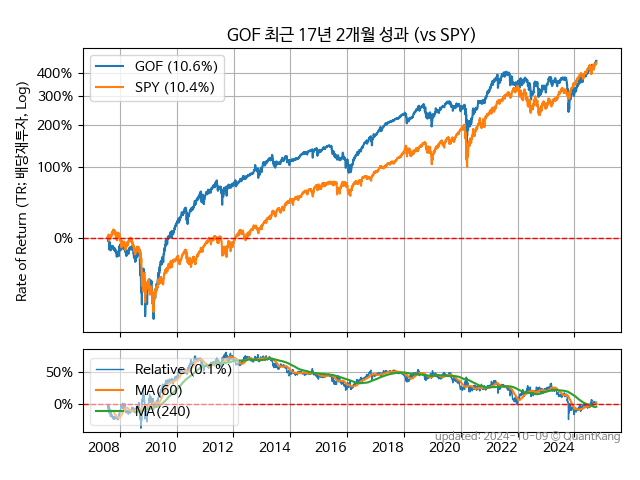 GOF 최근 17년 2개월 성과 (vs SPY)
GOF (10.6%)
SPY (10.4%)
400%
300%
200%
100%
0%
Rate of Return (TR; 배당재투자, Log)
Relative (0.1%)
MA(60)
MA(240)
50%
0%
2008 2010 2012 2014 2016 2018 2020 2022 2024
updated: 2024-10-09 © QuantKang